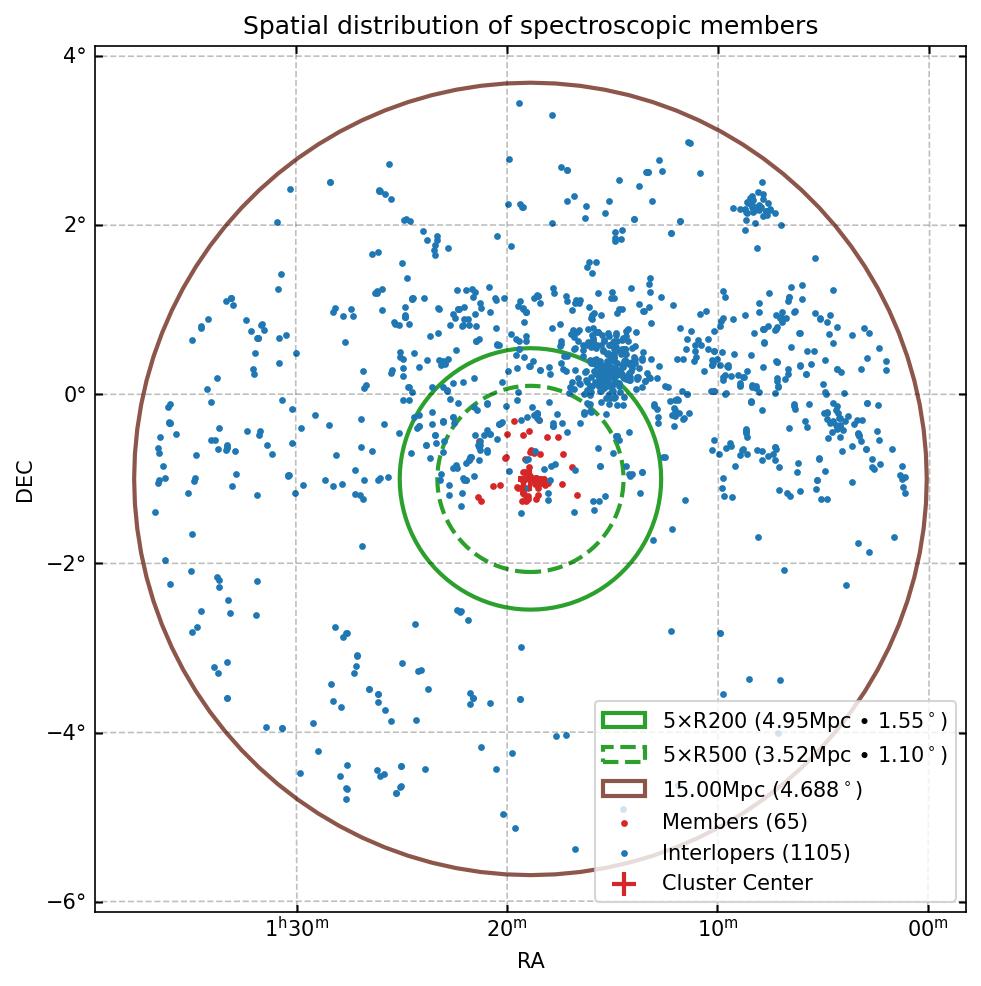 Spatial distribution of spectroscopic members
4°
2°
0°
−2°
−4°
−6°
DEC
5×R200 (4.95Mpc • 1.55°)
5×R500 (3.52Mpc • 1.10°)
15.00Mpc (4.688°)
Members (65)
Interlopers (1105)
Cluster Center
1ʰ30ᵐ 20ᵐ 10ᵐ 00ᵐ
RA